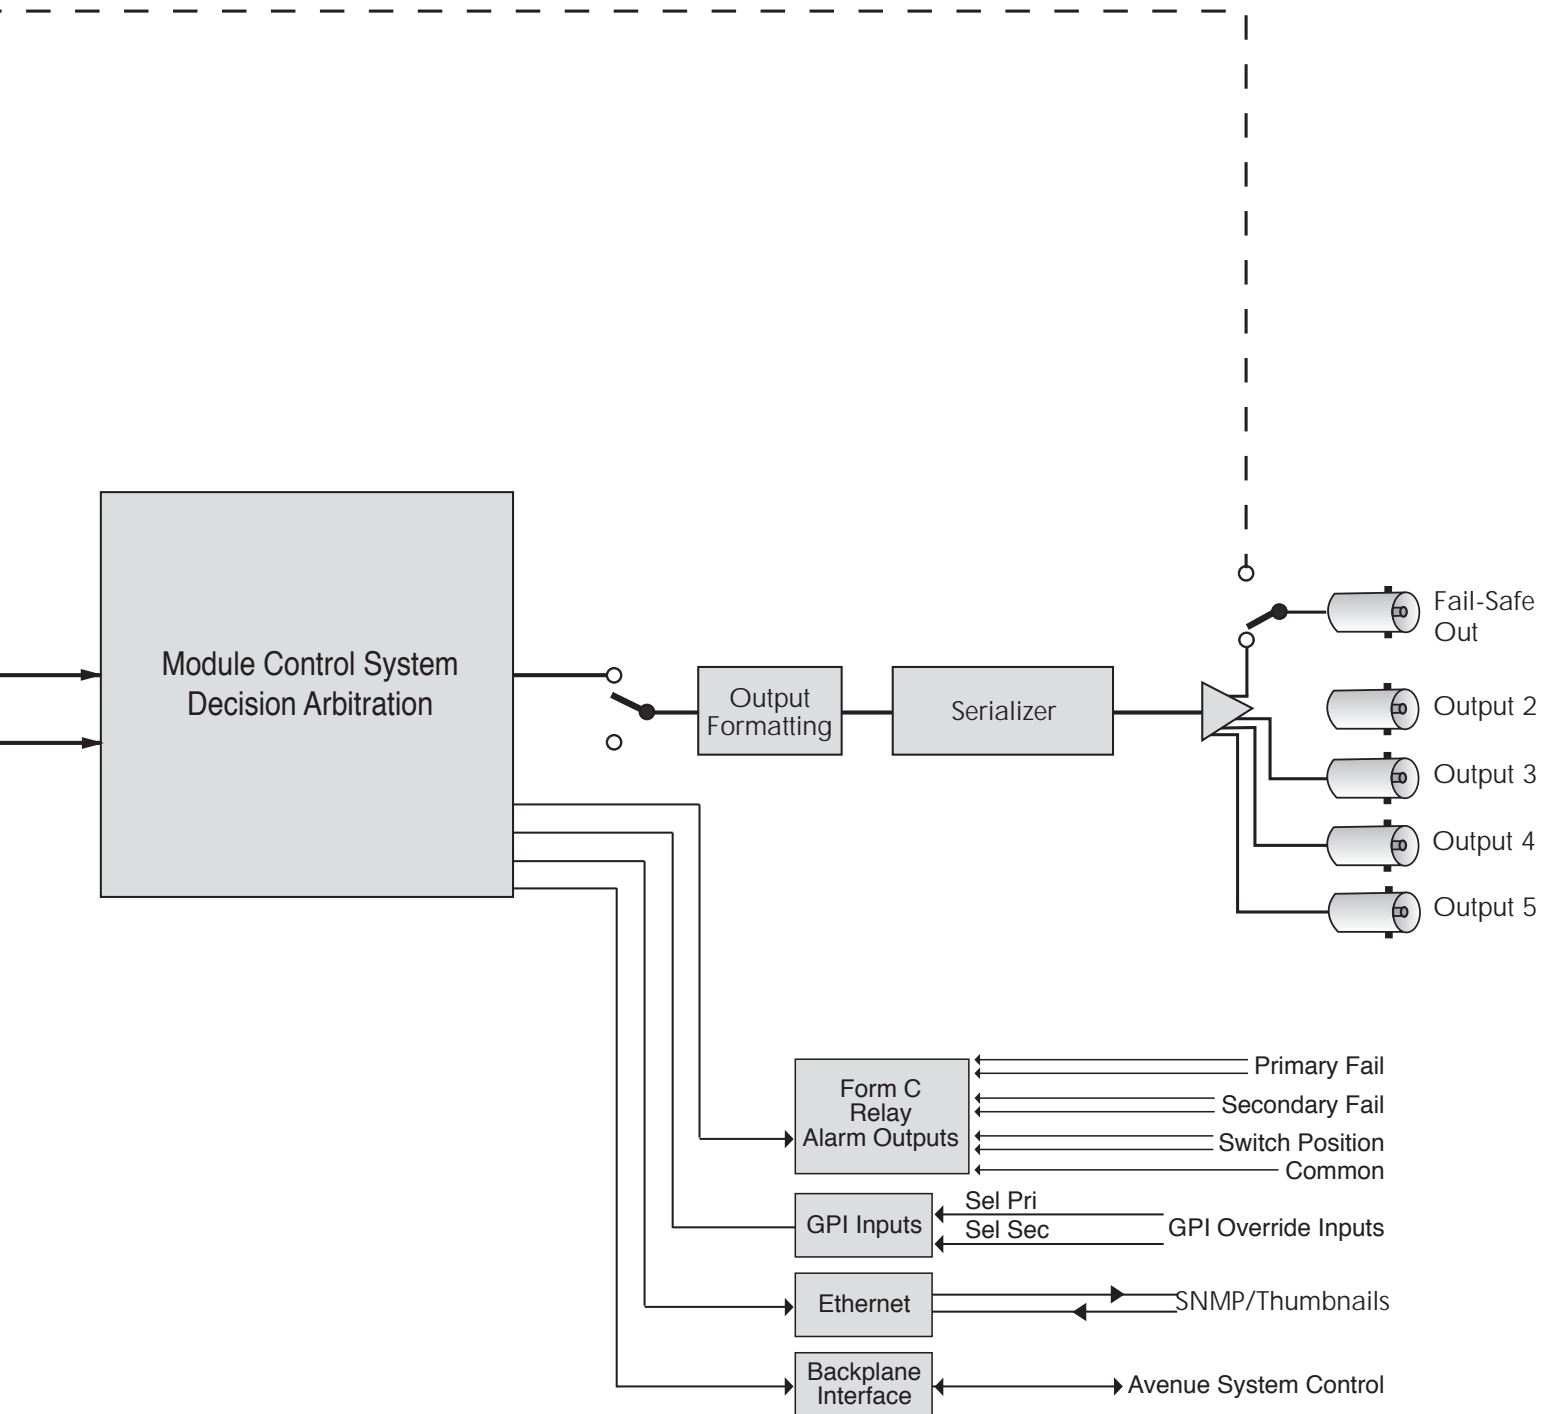 Fail-Safe
Out
Module Control System
Decision Arbitration
Output
Formatting
Serializer
Output 2
Output 3
Output 4
Output 5
Form C
Relay
Alarm Outputs
Primary Fail
Secondary Fail
Switch Position
Common
GPI Inputs
Sel Pri
Sel Sec
GPI Override Inputs
Ethernet
SNMP/Thumbnails
Backplane
Interface
Avenue System Control